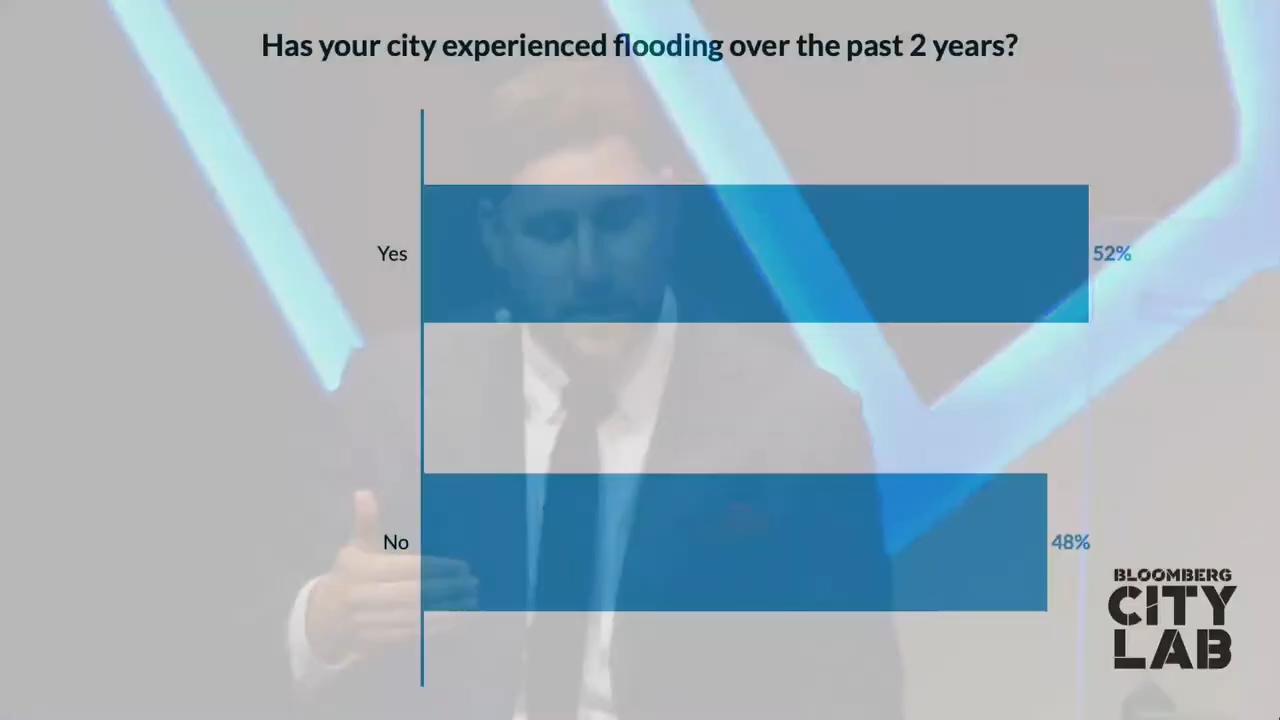 Has your city experienced flooding over the past 2 years?
Yes
52%
No
48%
BLOOMBERG
CITY
LAB